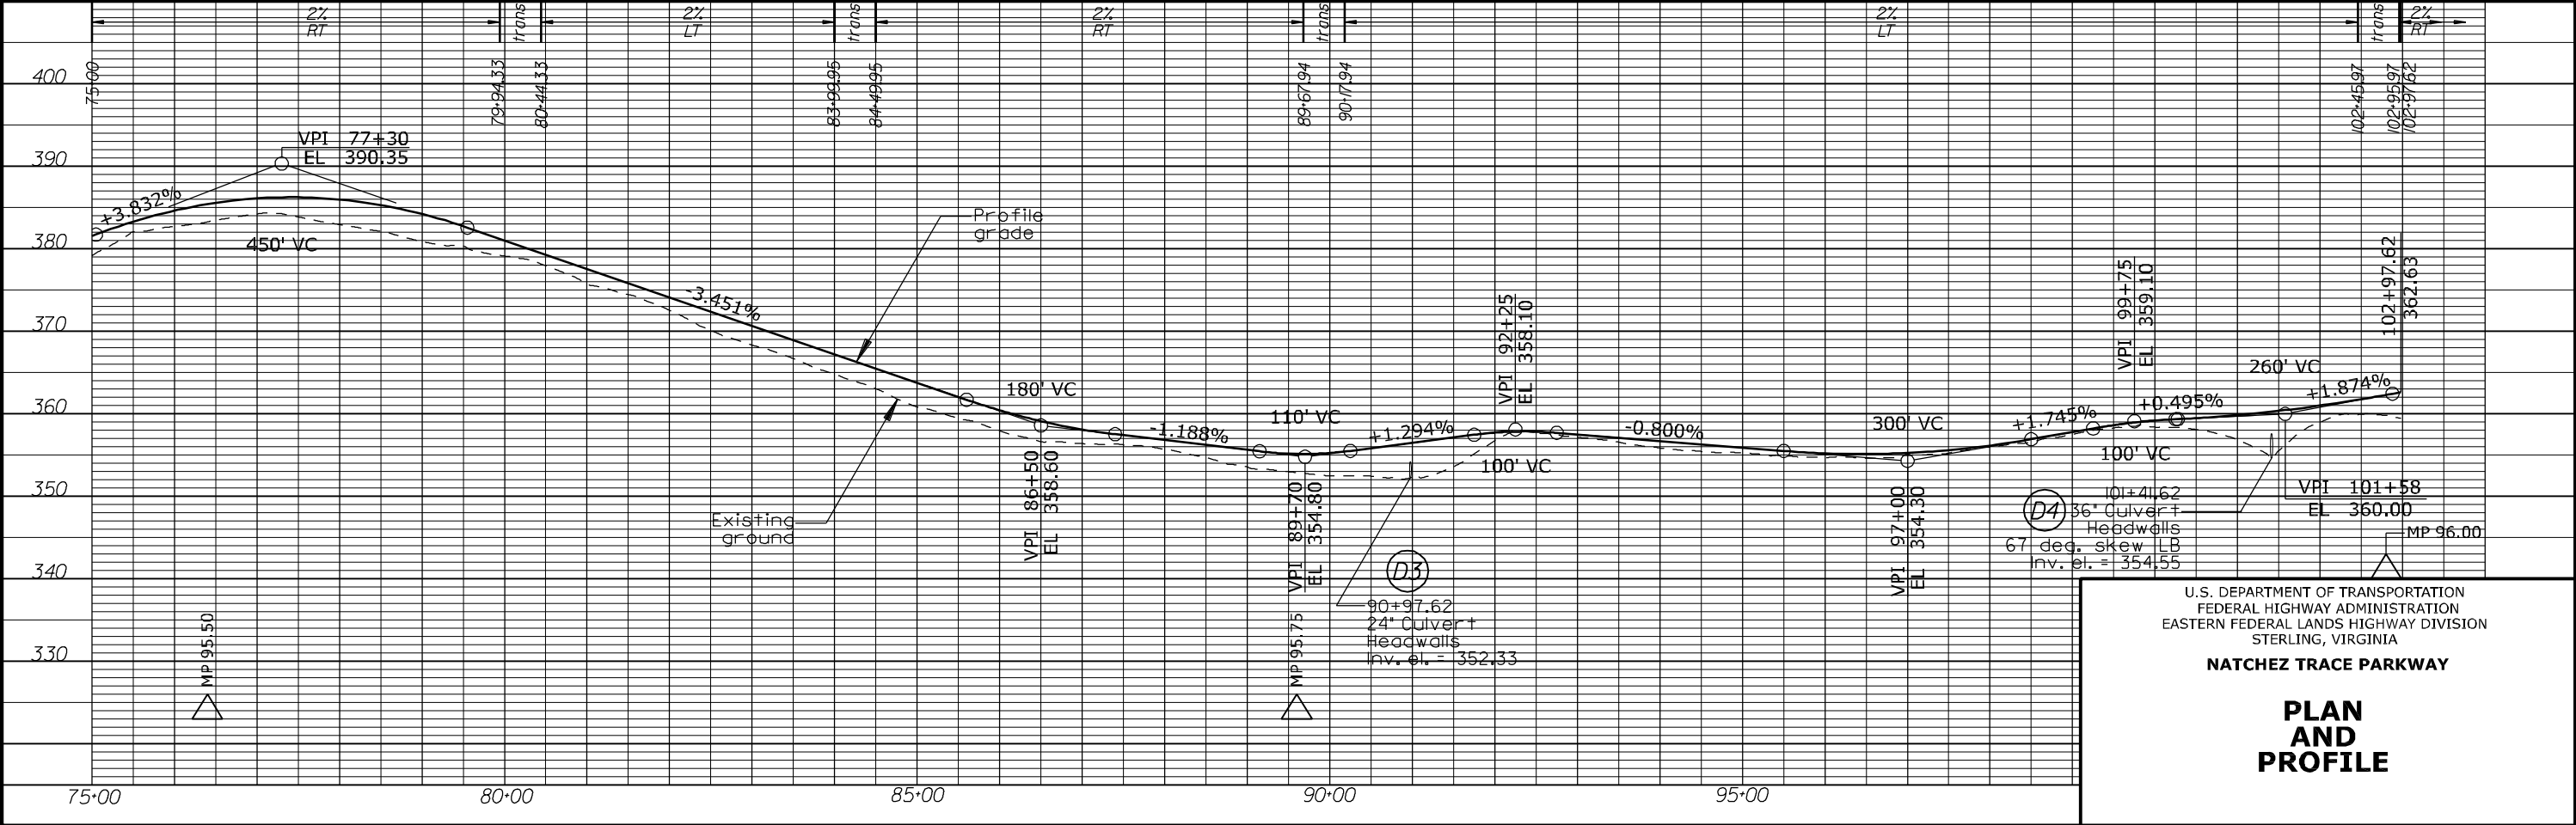 2%
RT
trans
2%
LT
trans
2%
RT
trans
2%
LT
trans
2%
RT
75+00
79+94.33
80+44.33
83+99.95
84+49.95
89+67.94
90+17.94
102+45.97
102+95.97
102+97.62
400
390
380
370
360
350
340
330
VPI 77+30
EL 390.35
+3.832%
450' VC
-3.451%
Profile
grade
Existing
ground
180' VC
VPI 86+50
EL 358.60
-1.188%
110' VC
VPI 89+70
EL 354.80
+1.294%
VPI 92+25
EL 358.10
100' VC
-0.800%
300' VC
VPI 97+00
EL 354.30
+1.745%
VPI 99+75
EL 359.10
100' VC
+0.495%
260' VC
+1.874%
102+97.62
362.63
VPI 101+58
EL 360.00
D3
90+97.62
24" Culvert
Headwalls
Inv. el. = 352.33
D4
101+41.62
36" Culvert
Headwalls
67 deg. skew LB
Inv. el. = 354.55
MP 95.50
MP 95.75
MP 96.00
75+00
80+00
85+00
90+00
95+00
U.S. DEPARTMENT OF TRANSPORTATION
FEDERAL HIGHWAY ADMINISTRATION
EASTERN FEDERAL LANDS HIGHWAY DIVISION
STERLING, VIRGINIA
NATCHEZ TRACE PARKWAY
PLAN
AND
PROFILE